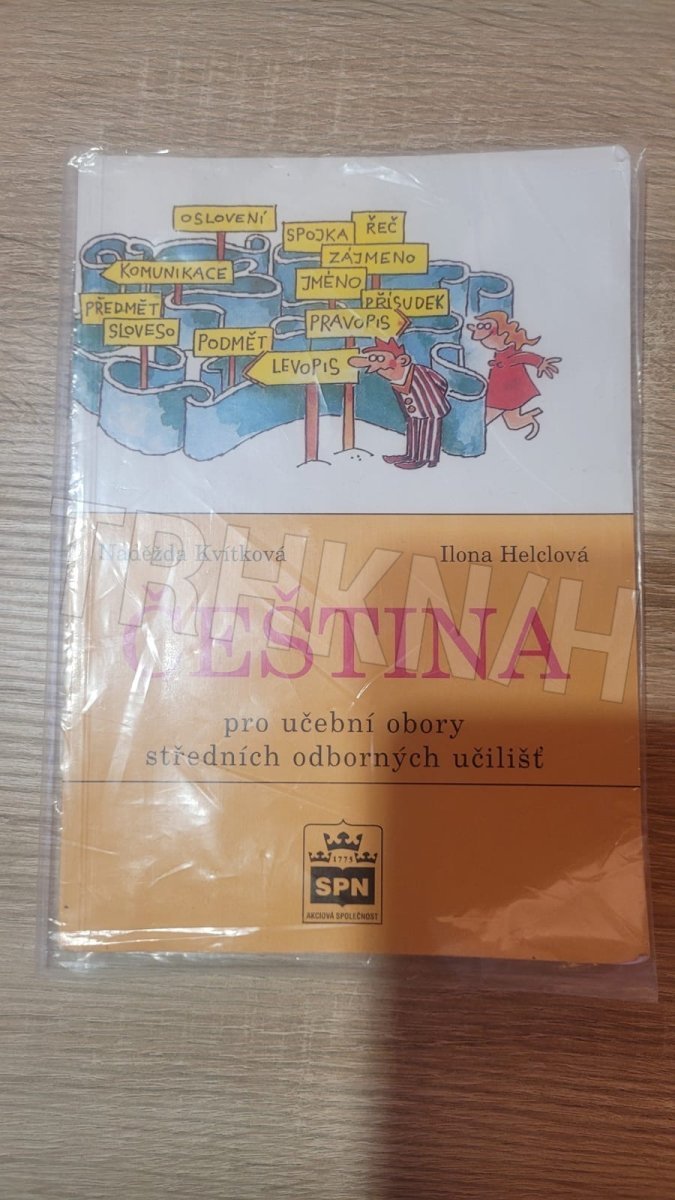 OSLOVENÍ
SPOJKA
ŘEČ
ZÁJMENO
KOMUNIKACE
JMÉNO
PŘEDMĚT
PŘÍSUDEK
SLOVESO
PODMĚT
PRAVOPIS
LEVOPIS
Naděžda Kvítková Ilona Helclová
TRHKNIH
ČEŠTINA
pro učební obory
středních odborných učilišť
1775
SPN
AKCIOVÁ SPOLEČNOST